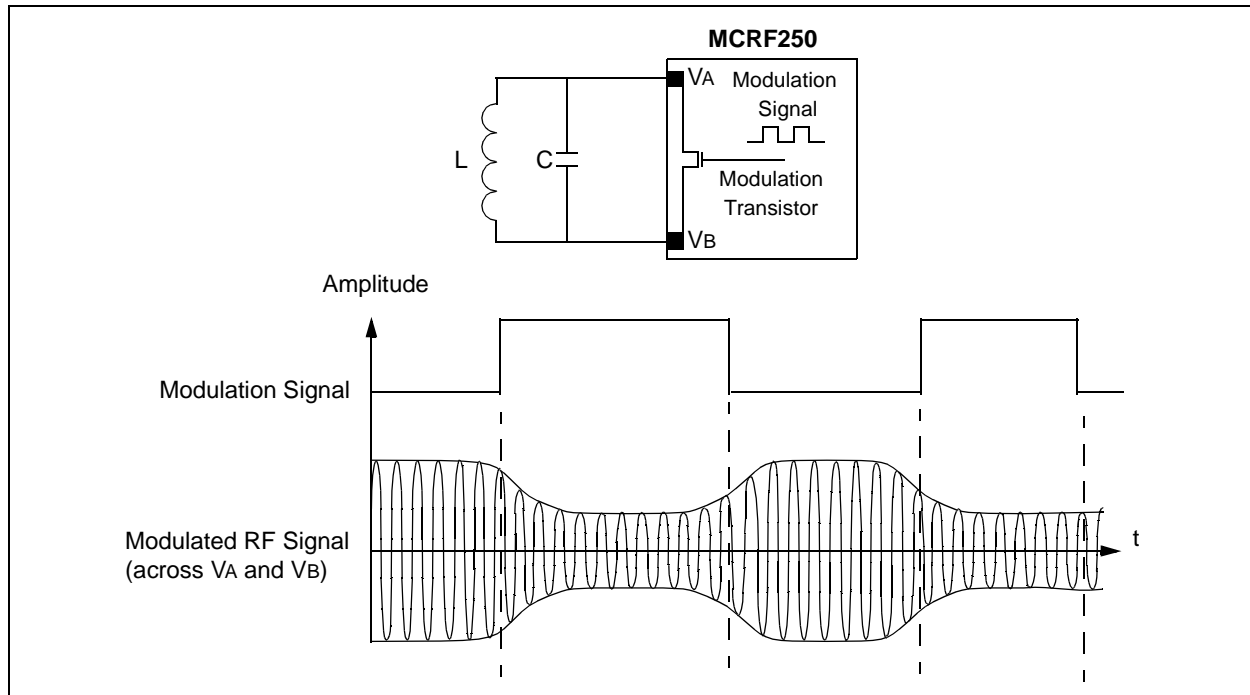 MCRF250
VA
Modulation
Signal
L
C
Modulation
Transistor
VB
Amplitude
Modulation Signal
Modulated RF Signal
(across VA and VB)
t